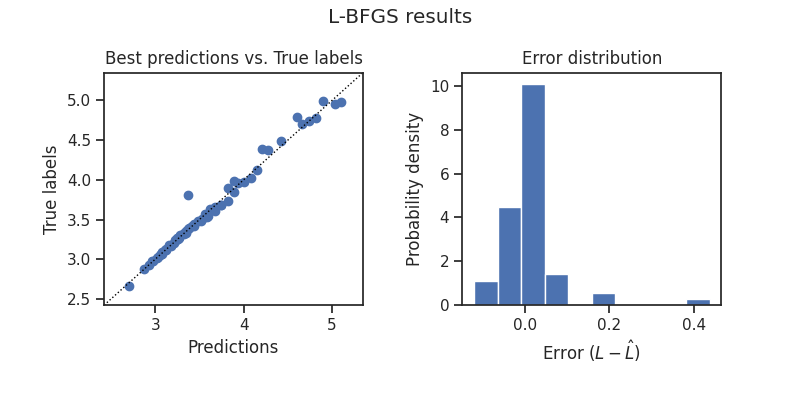 L-BFGS results
Best predictions vs. True labels
True labels
5.0
4.5
4.0
3.5
3.0
2.5
3 4 5
Predictions
Error distribution
Probability density
10
8
6
4
2
0
0.0 0.2 0.4
Error (L − L̂)